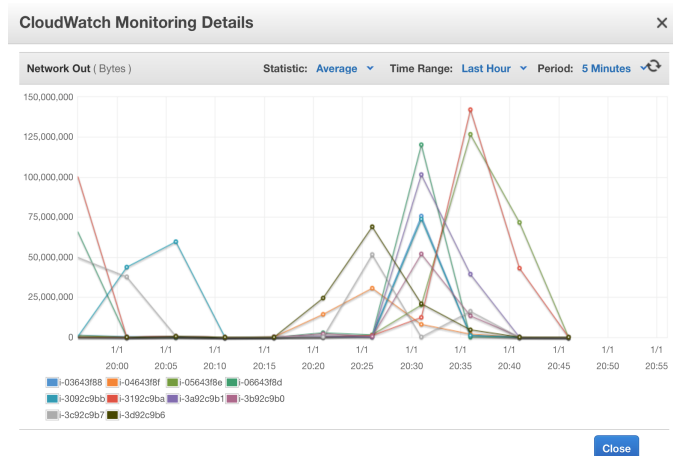 CloudWatch Monitoring Details ×
Network Out ( Bytes ) Statistic: Average Time Range: Last Hour Period: 5 Minutes
150,000,000
125,000,000
100,000,000
75,000,000
50,000,000
25,000,000
0
1/1 1/1 1/1 1/1 1/1 1/1 1/1 1/1 1/1 1/1 1/1 1/1
20:00 20:05 20:10 20:15 20:20 20:25 20:30 20:35 20:40 20:45 20:50 20:55
i-03643f88 i-04643f8f i-05643f8e i-06643f8d
i-3092c9bb i-3192c9ba i-3a92c9b1 i-3b92c9b0
i-3c92c9b7 i-3d92c9b6
Close